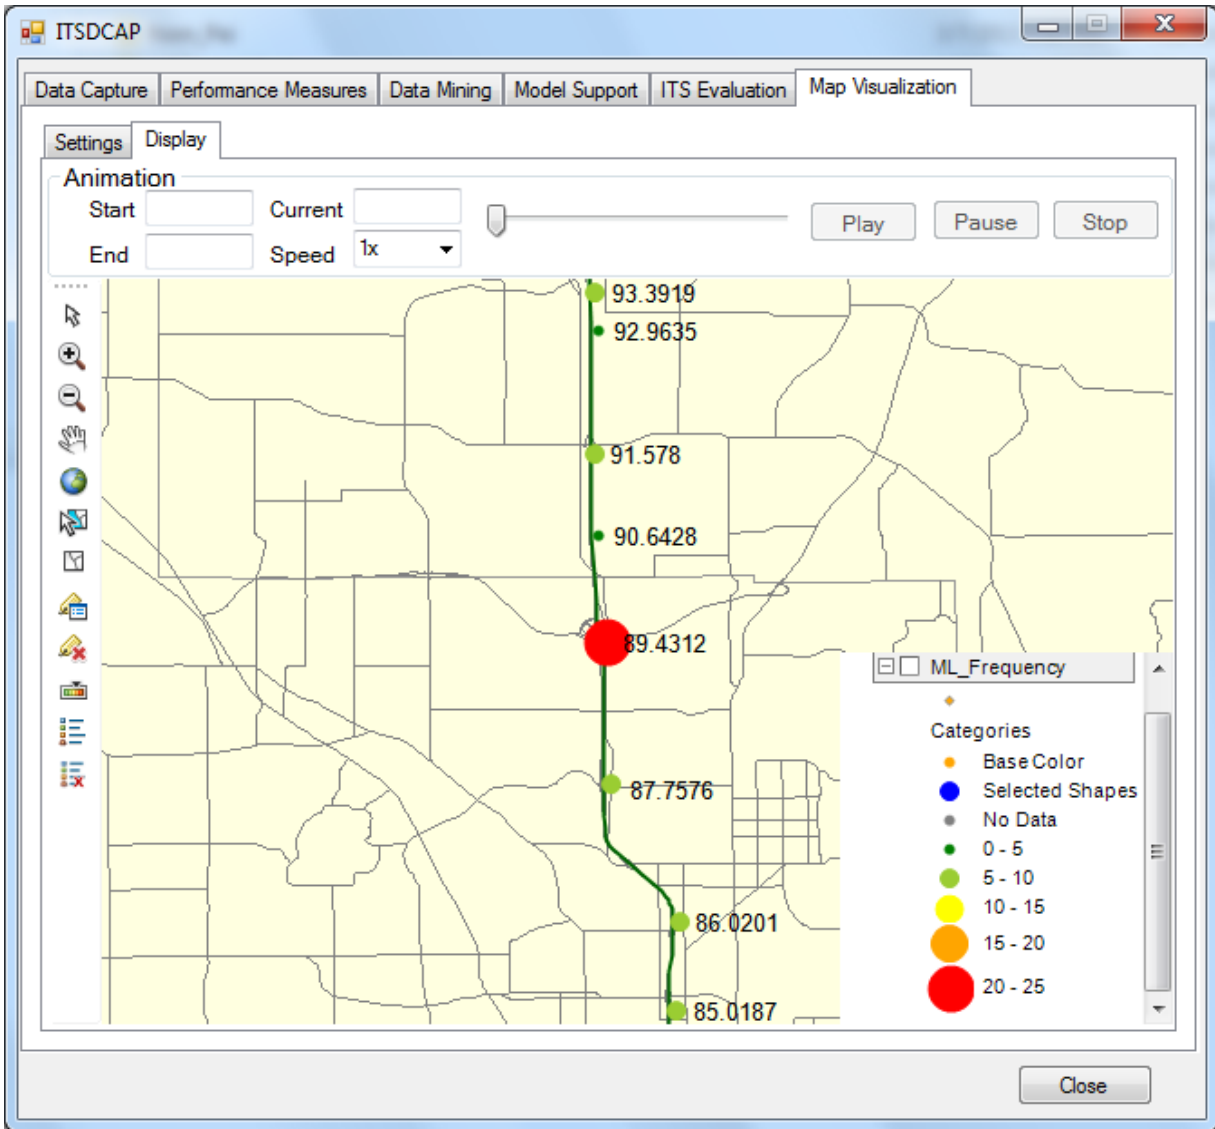 ITSDCAP
Data Capture Performance Measures Data Mining Model Support ITS Evaluation Map Visualization
Settings Display
Animation
Start Current Play Pause Stop
End Speed 1x
93.3919
92.9635
91.578
90.6428
89.4312
ML_Frequency
Categories
Base Color
87.7576 Selected Shapes
No Data
0 - 5
5 - 10
10 - 15
86.0201
15 - 20
20 - 25
85.0187
Close